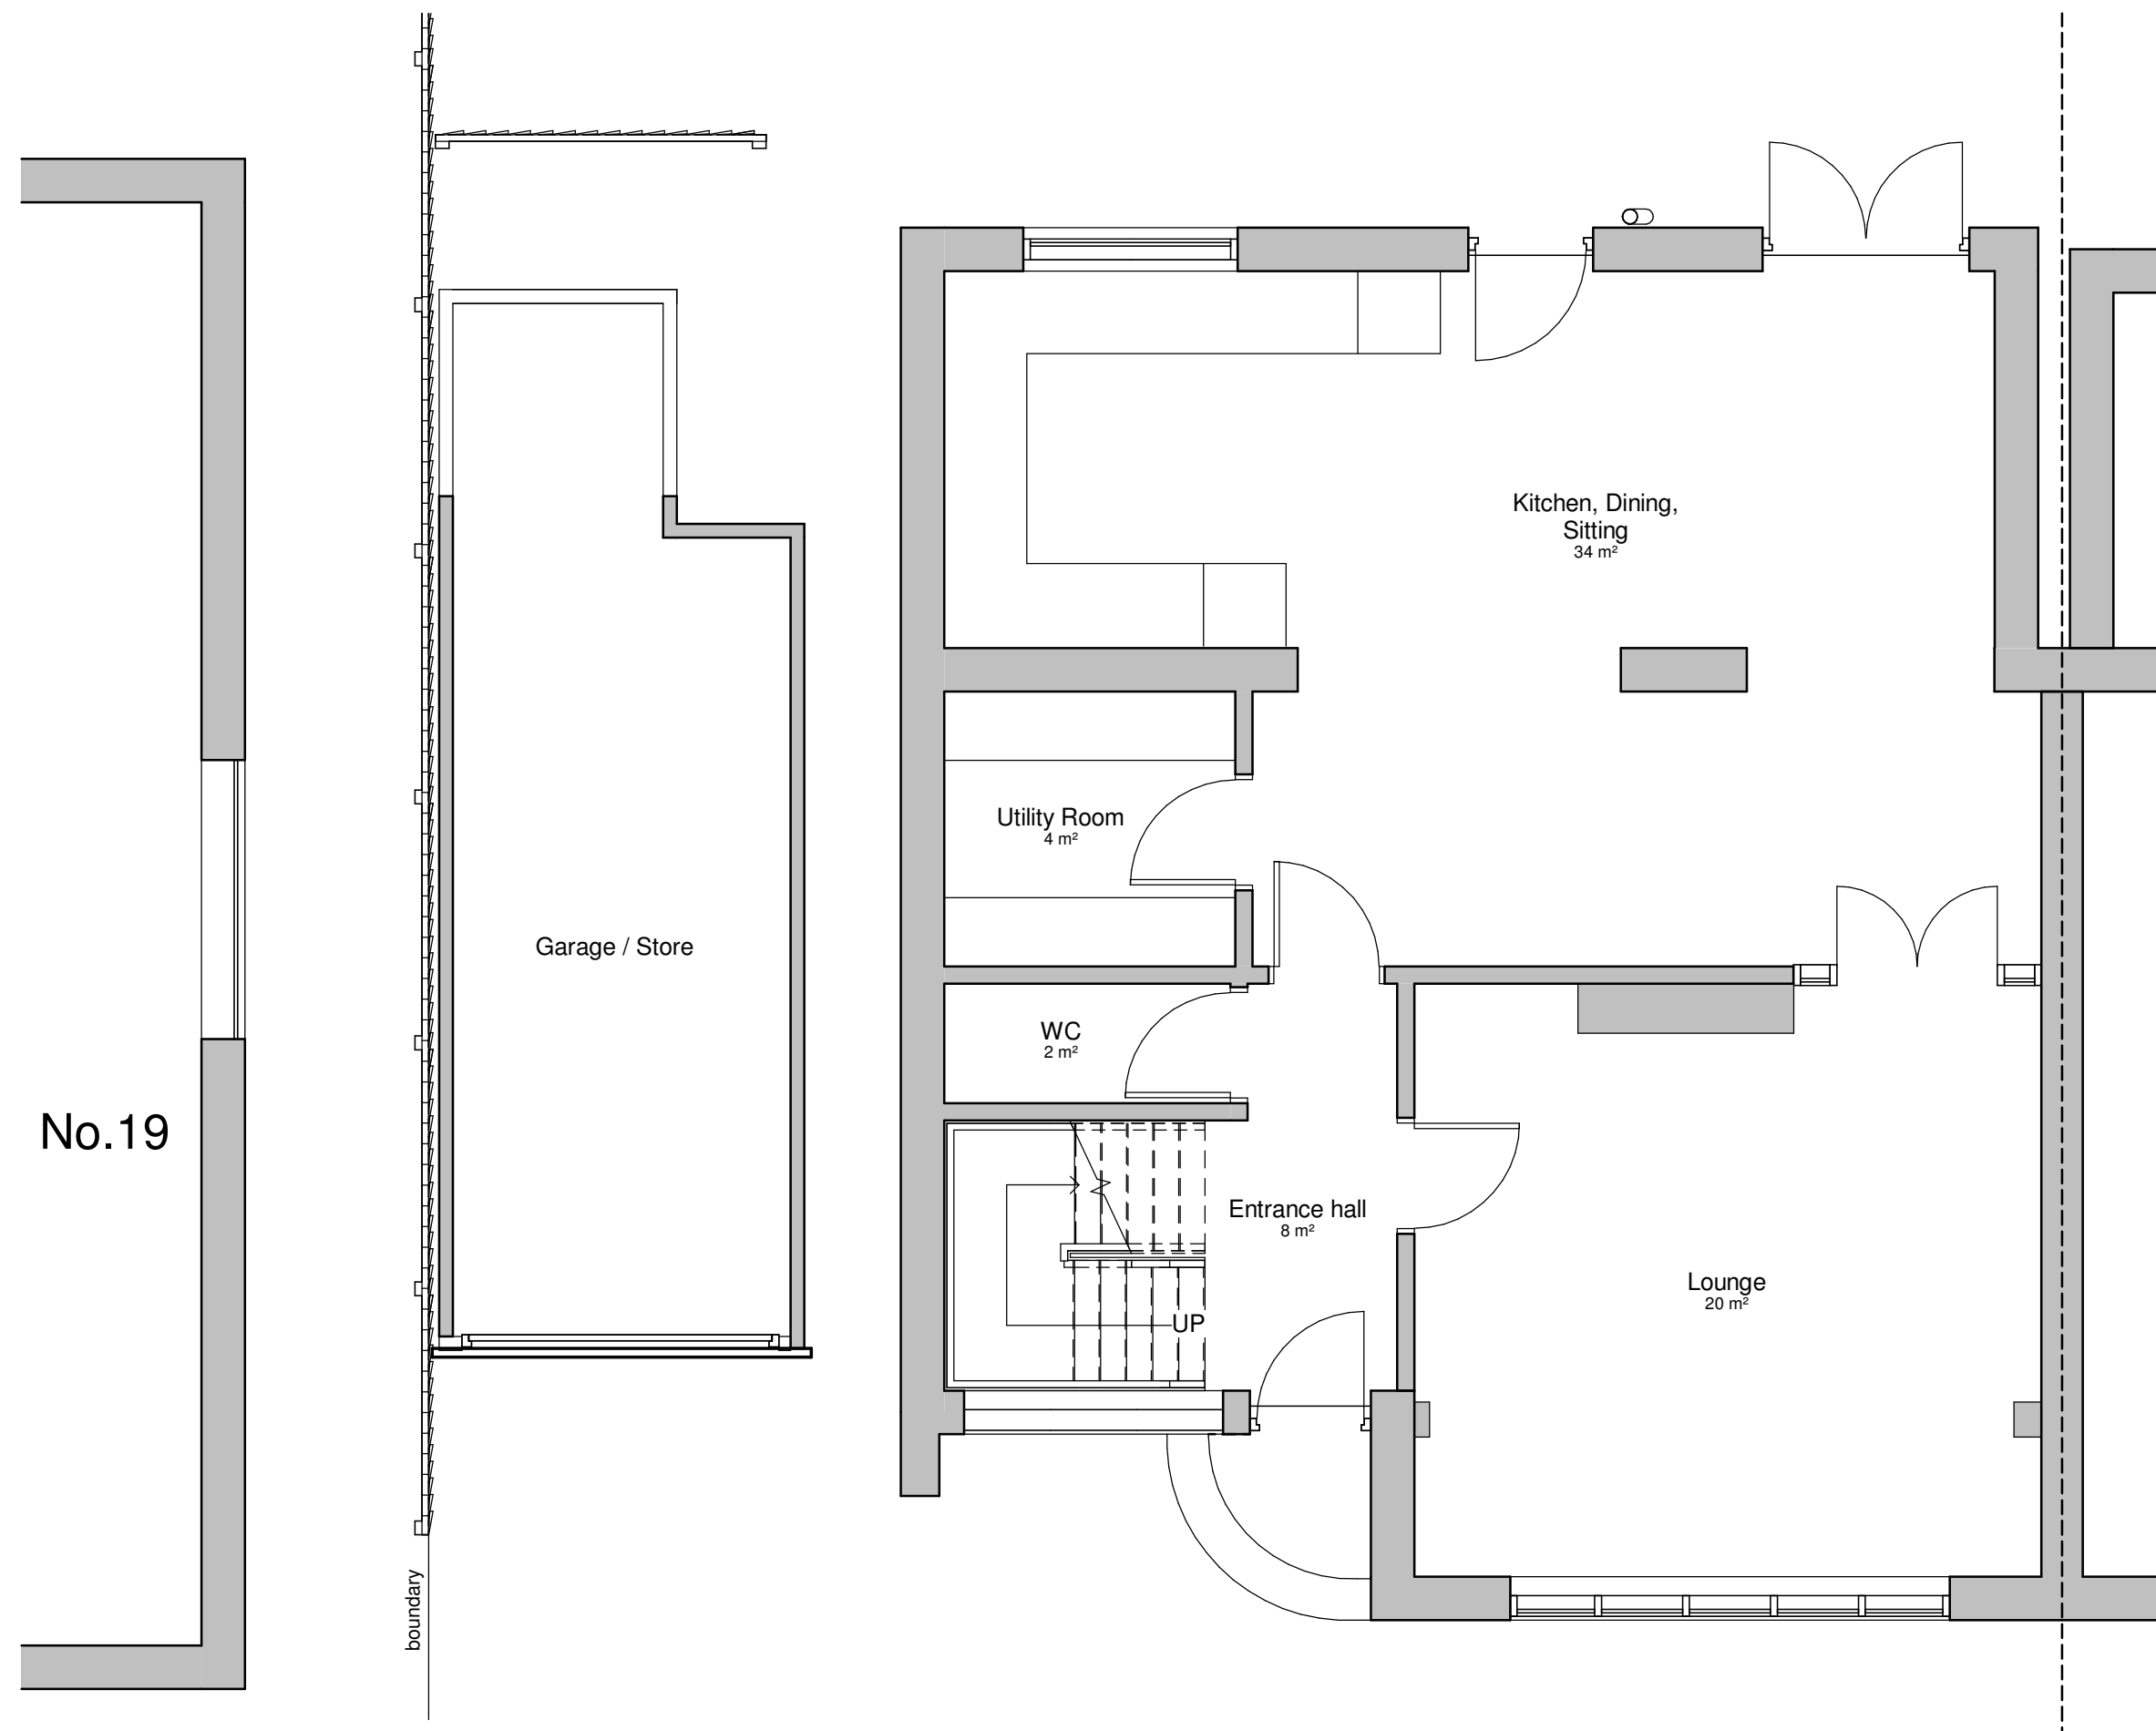 Kitchen, Dining,
Sitting
34 m²
Utility Room
4 m²
Garage / Store
WC
2 m²
No.19
Entrance hall
8 m²
Lounge
20 m²
UP
boundary